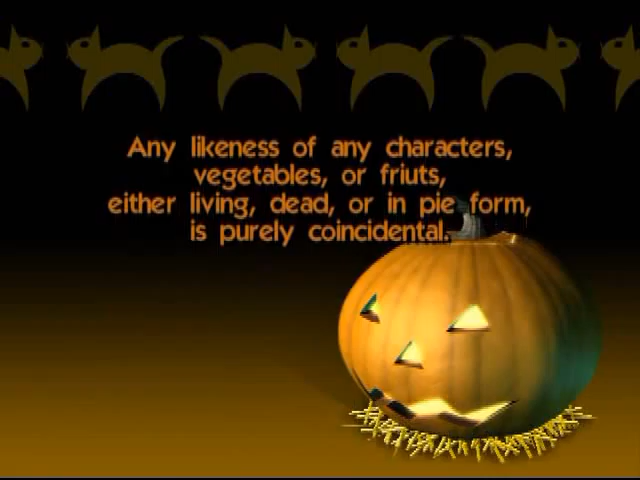 Any likeness of any characters,
vegetables, or friuts,
either living, dead, or in pie form,
is purely coincidental.